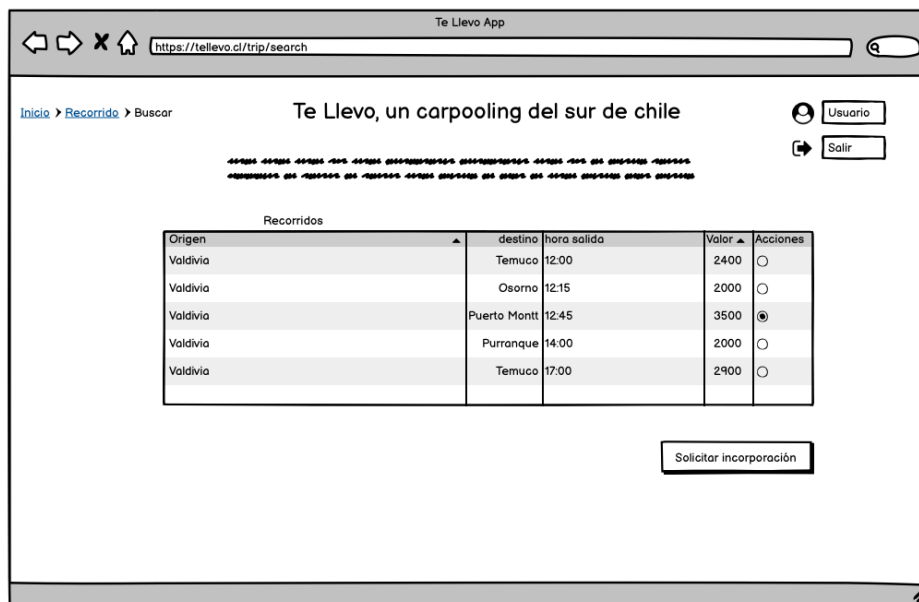 Te Llevo App
https://tellevo.cl/trip/search
Inicio Recorrido Buscar
Te Llevo, un carpooling del sur de chile
Usuario
Salir
Recorridos
Origen destino hora salida Valor Acciones
Valdivia Temuco 12:00 2400
Valdivia Osorno 12:15 2000
Valdivia Puerto Montt 12:45 3500
Valdivia Purranque 14:00 2000
Valdivia Temuco 17:00 2900
Solicitar incorporación